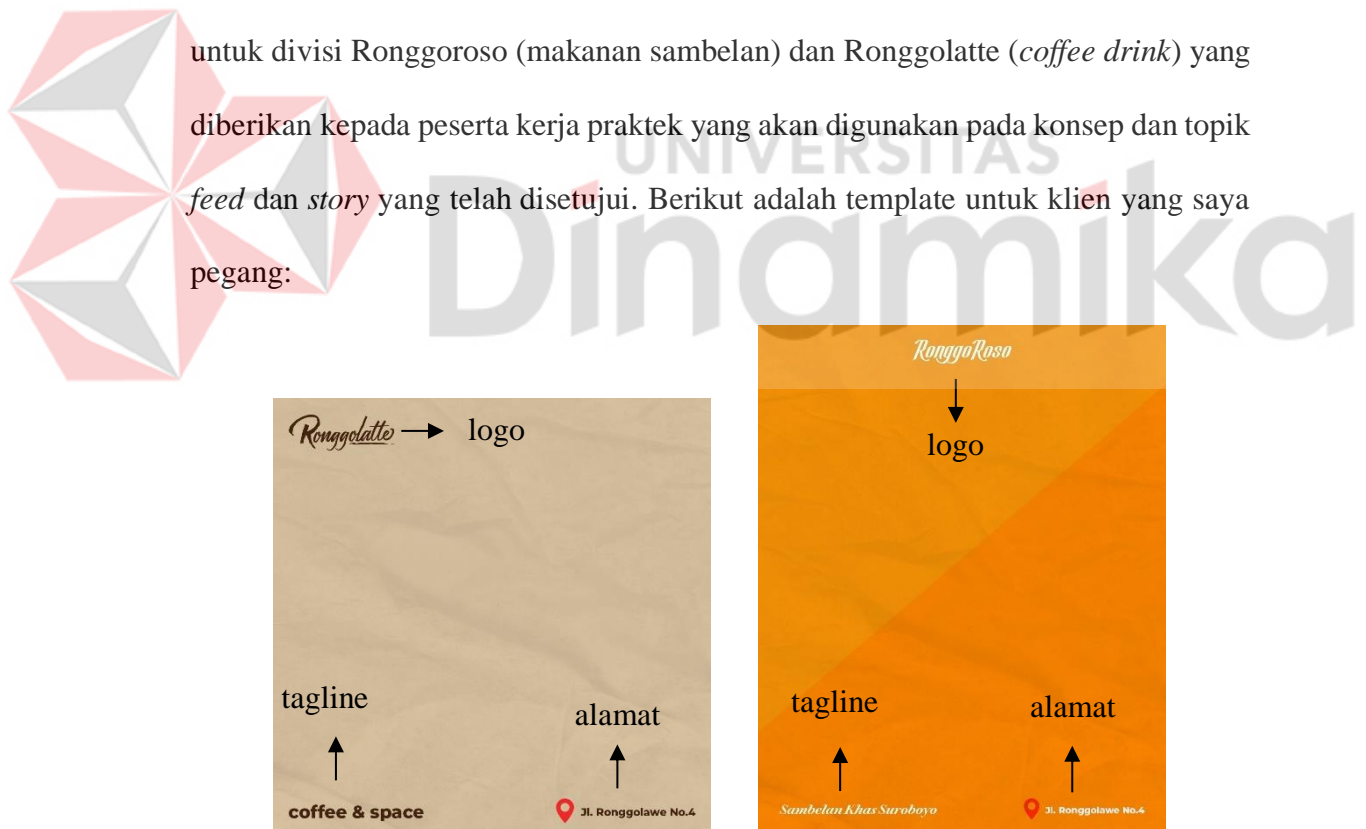 untuk divisi Ronggoroso (makanan sambelan) dan Ronggolatte (coffee drink) yang
diberikan kepada peserta kerja praktek yang akan digunakan pada konsep dan topik
UNIVERSITAS
Dinamika
feed dan story yang telah disetujui. Berikut adalah template untuk klien yang saya
pegang:
Ronggolatte
logo
tagline
alamat
coffee & space
Jl. Ronggolawe No.4
RonggoRoso
logo
tagline
alamat
Sambelan Khas Suroboyo
Jl. Ronggolawe No.4